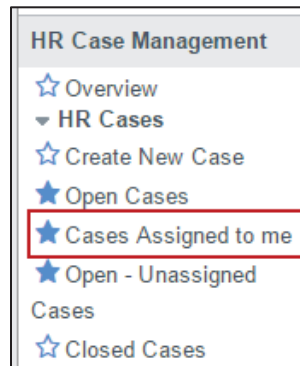 HR Case Management
Overview
HR Cases
Create New Case
Open Cases
Cases Assigned to me
Open - Unassigned
Cases
Closed Cases